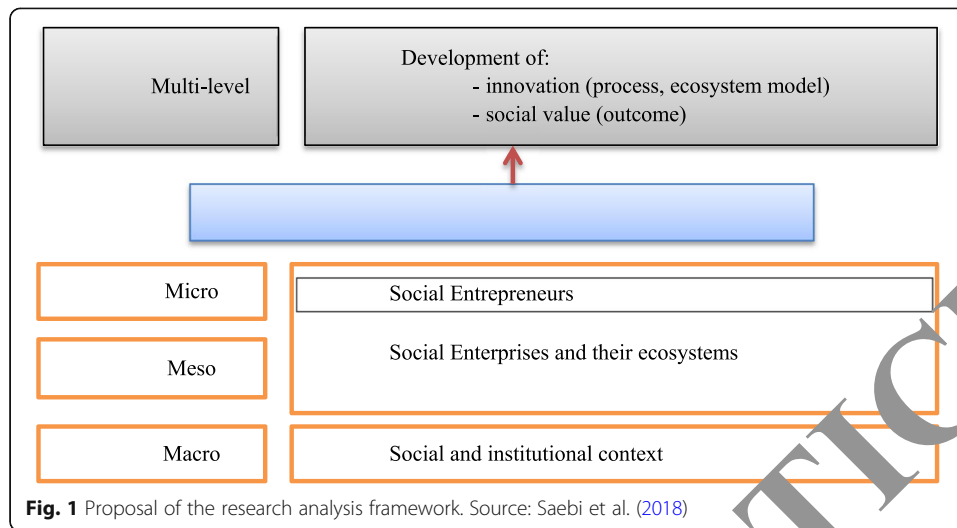 Multi-level
Development of:
- innovation (process, ecosystem model)
- social value (outcome)
Micro
Social Entrepreneurs
Meso
Social Enterprises and their ecosystems
Macro
Social and institutional context
Fig. 1 Proposal of the research analysis framework. Source: Saebi et al. (2018)